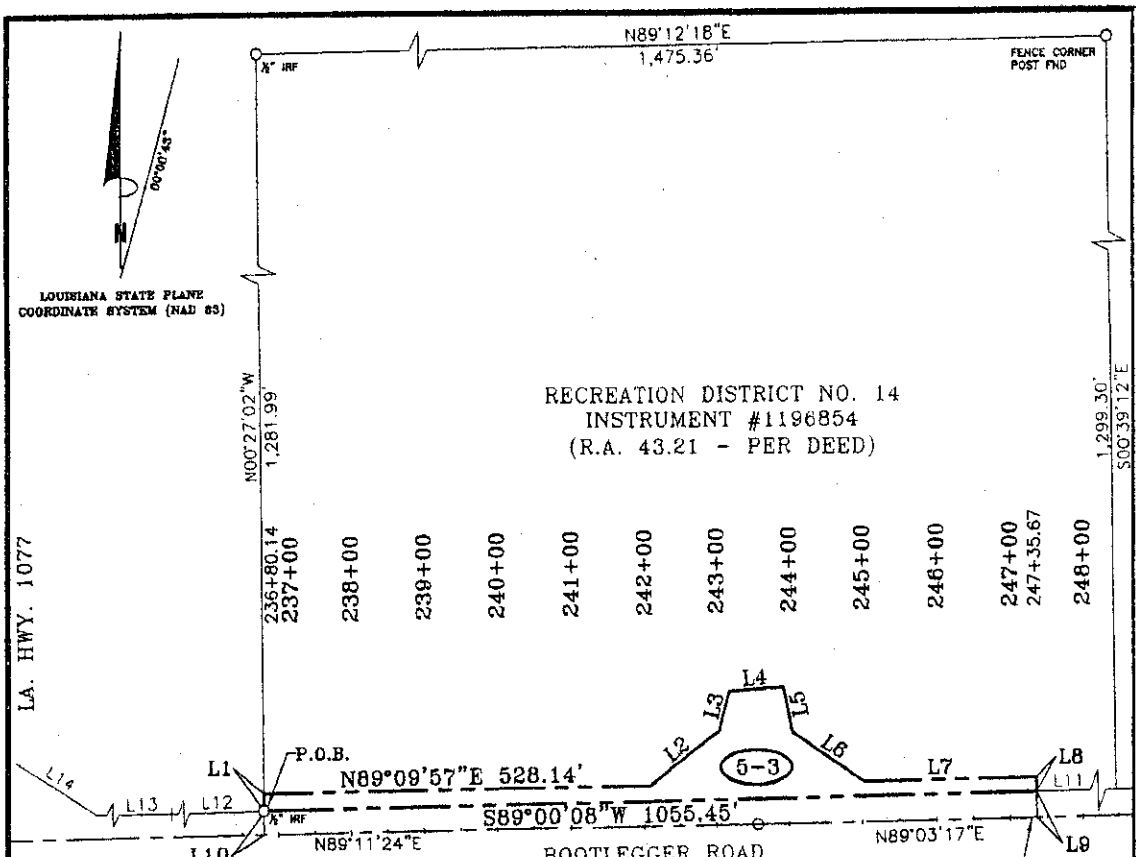 N89°12'18"E
1,475.36'
½" IRF
FENCE CORNER
POST FND
00°00'43"
N
LOUISIANA STATE PLANE
COORDINATE SYSTEM (NAD 83)
N00°27'02"W
1,281.99'
RECREATION DISTRICT NO. 14
INSTRUMENT #1196854
(R.A. 43.21 - PER DEED)
1,299.30'
S00°39'12"E
LA. HWY. 1077
236+80.14
237+00
238+00
239+00
240+00
241+00
242+00
243+00
244+00
245+00
246+00
247+00
247+35.67
248+00
L4
L3
L5
L2
L6
5-3
P.O.B.
L1
L14
L13
L12
N89°09'57"E 528.14'
L7
L8
L11
½" IRF
S89°00'08"W 1055.45'
L10
N89°11'24"E
N89°03'17"E
L9
BOOTLEGGER ROAD